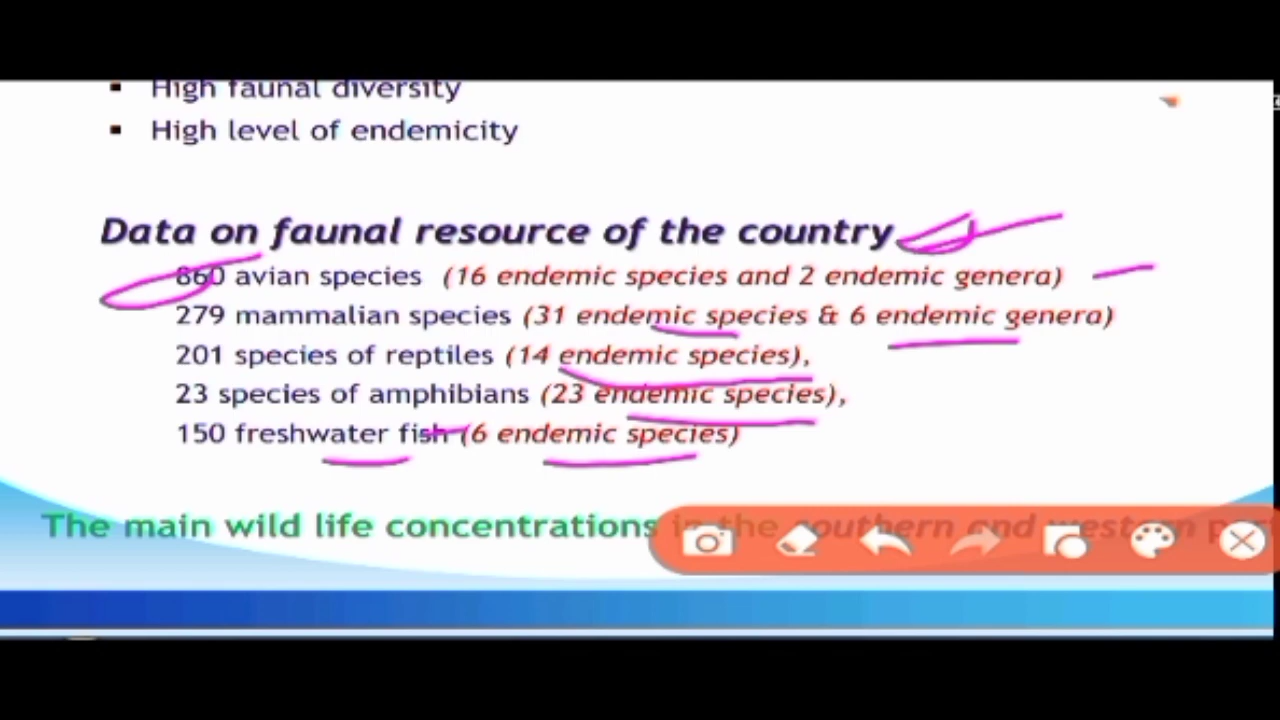 ▪ High faunal diversity
▪ High level of endemicity
Data on faunal resource of the country
860 avian species (16 endemic species and 2 endemic genera)
279 mammalian species (31 endemic species & 6 endemic genera)
201 species of reptiles (14 endemic species),
23 species of amphibians (23 endemic species),
150 freshwater fish (6 endemic species)
The main wild life concentrations in the southern and western part